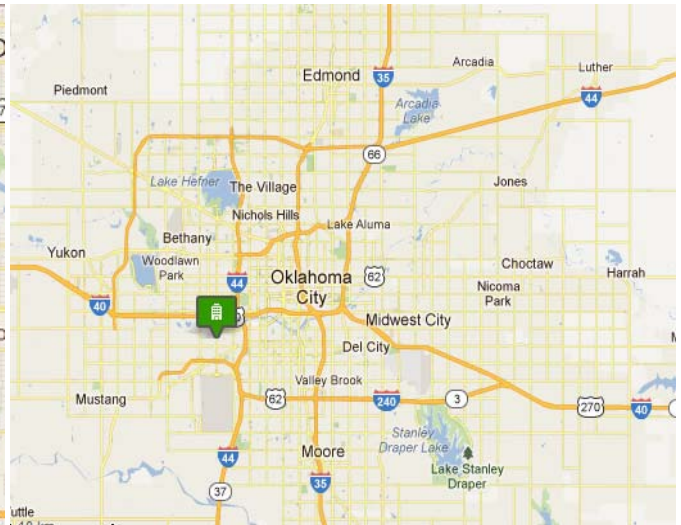 Edmond
35
Arcadia
Luther
Piedmont
44
Arcadia
Lake
66
Lake Hefner
The Village
Jones
Nichols Hills
Lake Aluma
Bethany
Yukon
Woodlawn
Park
44
Oklahoma
City
62
Choctaw
Nicoma
Park
Harrah
40
Midwest City
Del City
Valley Brook
Mustang
62
240
3
270
40
Stanley
Draper Lake
44
Moore
Lake Stanley
Draper
37
35
uttle